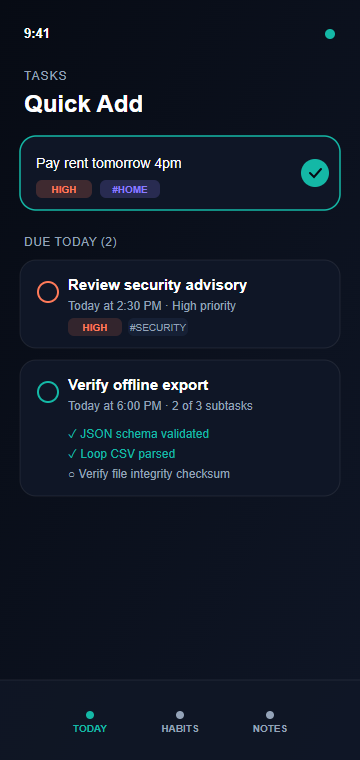 9:41
TASKS
Quick Add
Pay rent tomorrow 4pm
HIGH #HOME
DUE TODAY (2)
Review security advisory
Today at 2:30 PM · High priority
HIGH #SECURITY
Verify offline export
Today at 6:00 PM · 2 of 3 subtasks
✓ JSON schema validated
✓ Loop CSV parsed
○ Verify file integrity checksum
TODAY HABITS NOTES